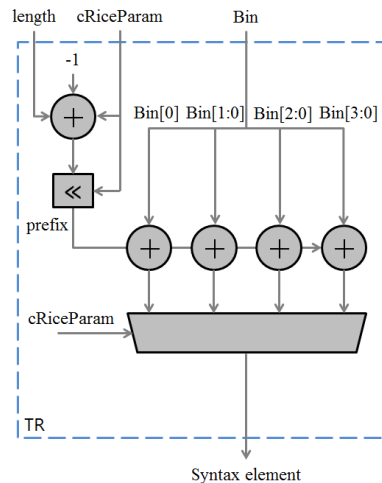 length cRiceParam Bin
-1
+
Bin[0] Bin[1:0] Bin[2:0] Bin[3:0]
«
prefix
+ + + +
cRiceParam
TR
Syntax element